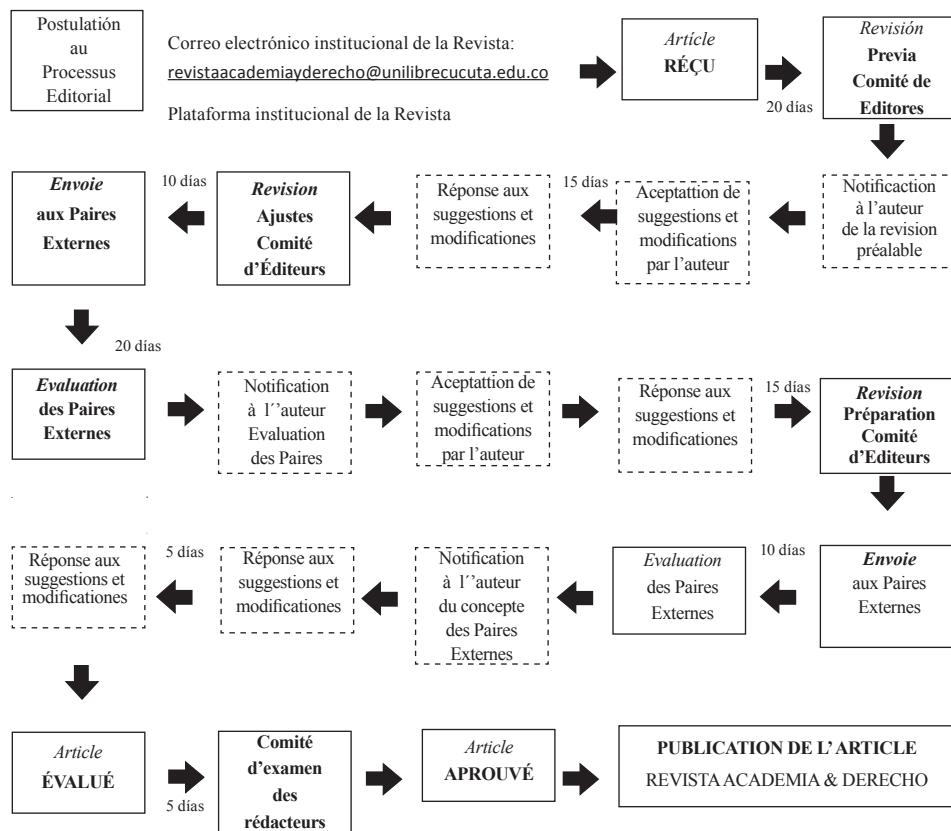 Postulatión
au
Processus
Editorial
Correo electrónico institucional de la Revista:
revistaacademiayderecho@unilibrecucuta.edu.co
Plataforma institucional de la Revista
Artícle
RÉÇU
20 días
Revisión
Previa
Comité de
Editores
Envoie
aux Paires
Externes
10 días
Revision
Ajustes
Comité
d’Éditeurs
Réponse aux
suggestions et
modificationes
15 días
Aceptattion de
suggestions et
modifications
par l’auteur
Notificaction
à l’auteur
de la revision
préalable
20 días
Evaluation
des Paires
Externes
Notification
à l´’auteur
Evaluation
des Paires
Aceptattion de
suggestions et
modifications
par l’auteur
Réponse aux
suggestions et
modificationes
15 días
Revision
Préparation
Comité
d’Editeurs
Réponse aux
suggestions et
modificationes
5 días
Réponse aux
suggestions et
modificationes
Notification
à l´’auteur
du concepte
des Paires
Externes
Evaluation
des Paires
Externes
10 días
Envoie
aux Paires
Externes
Article
ÉVALUÉ
5 días
Comité
d’examen
des
rédacteurs
Article
APROUVÉ
PUBLICATION DE L’ARTICLE
REVISTA ACADEMIA & DERECHO